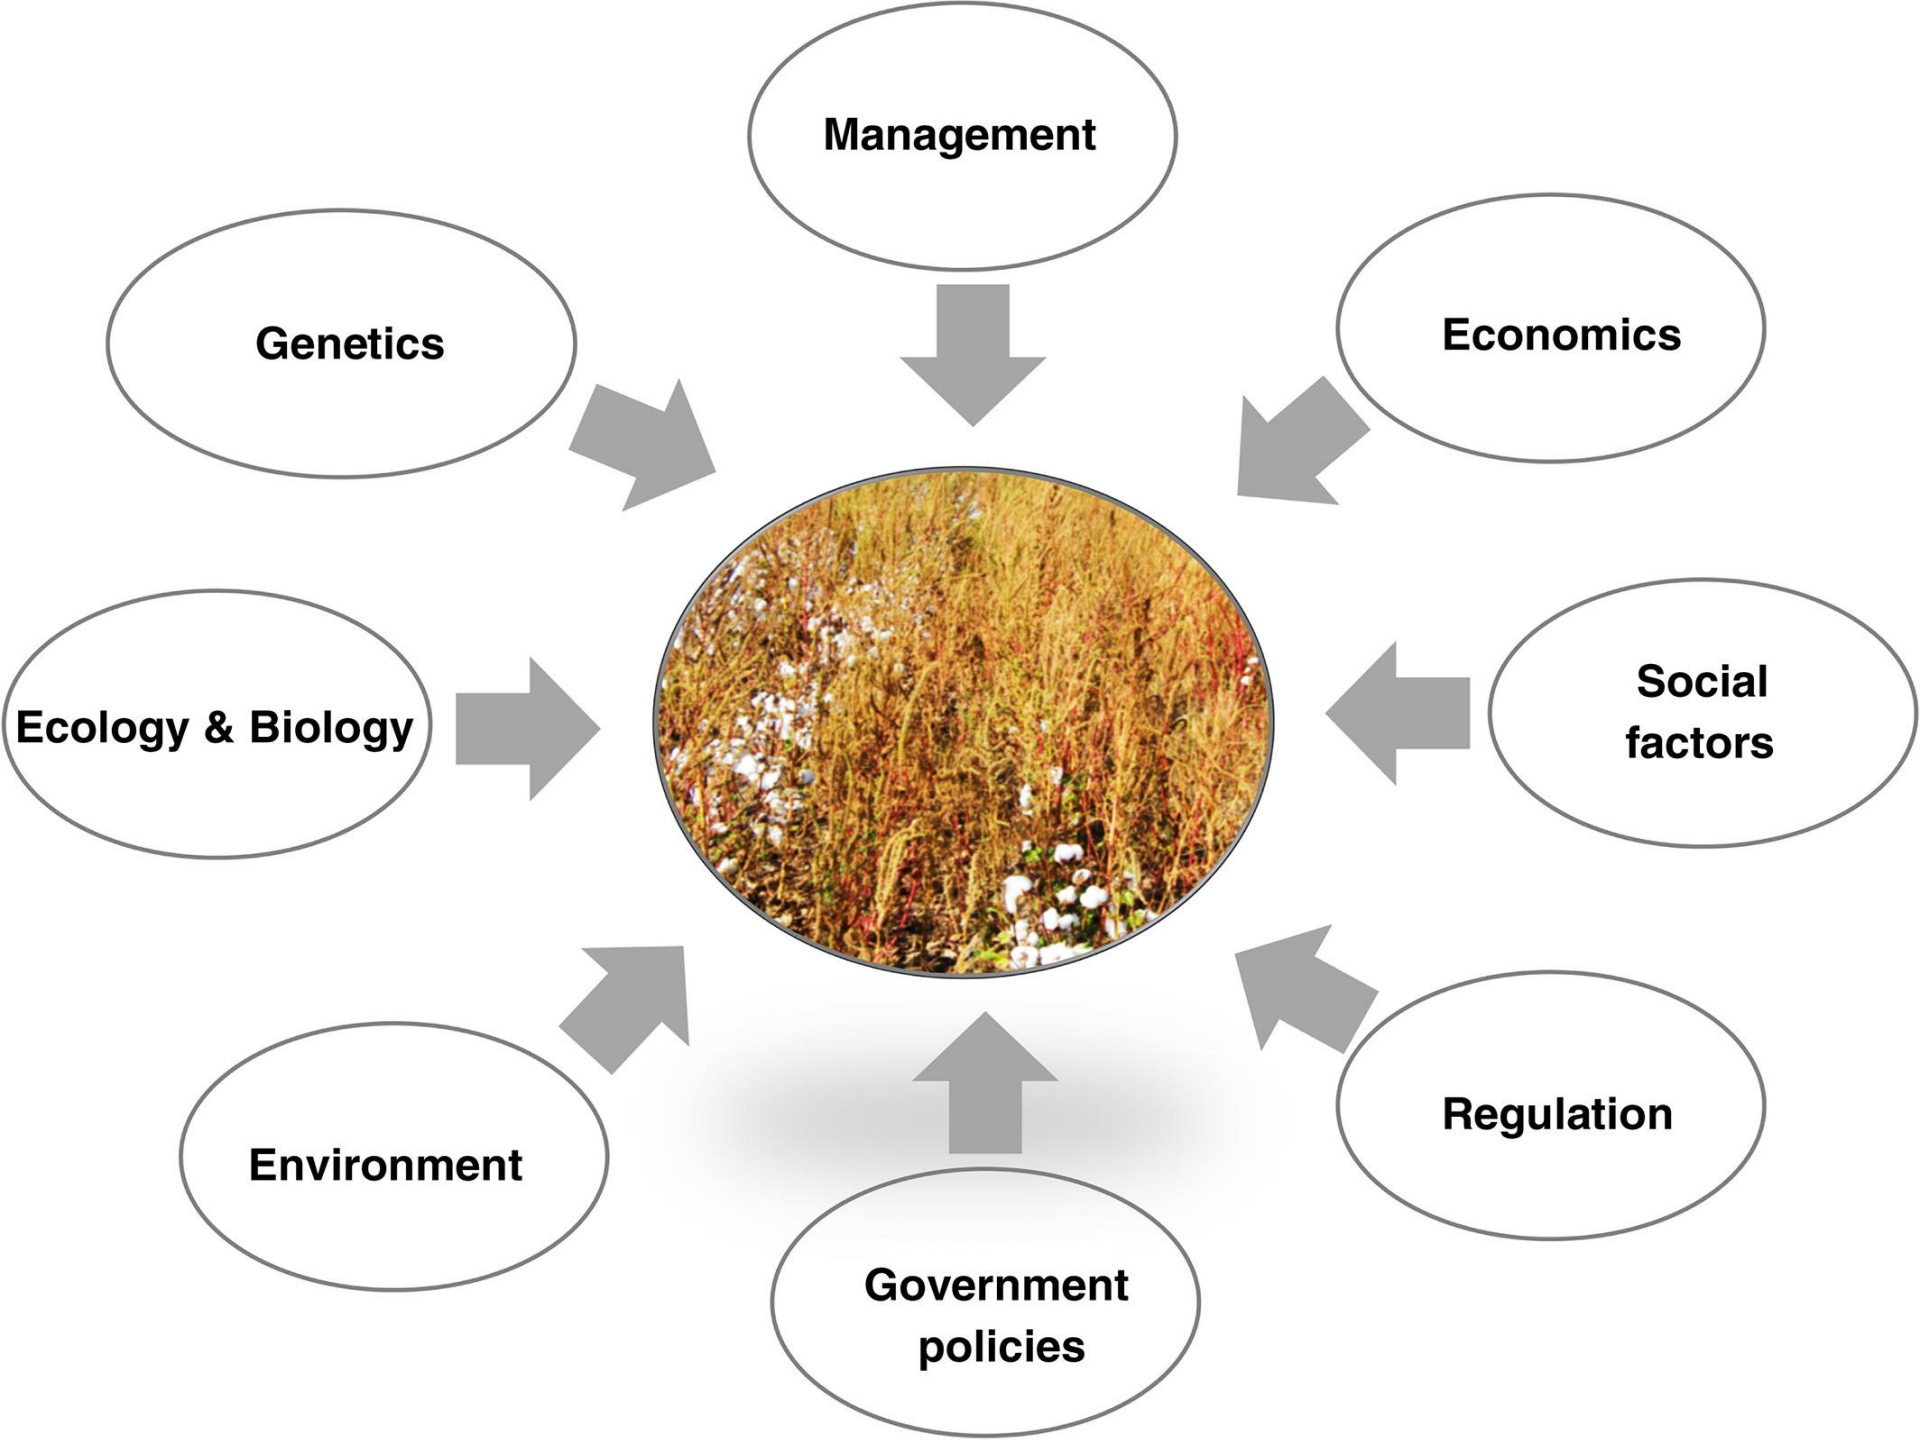 Management
Genetics
Economics
Ecology & Biology
Social
factors
Environment
Regulation
Government
policies